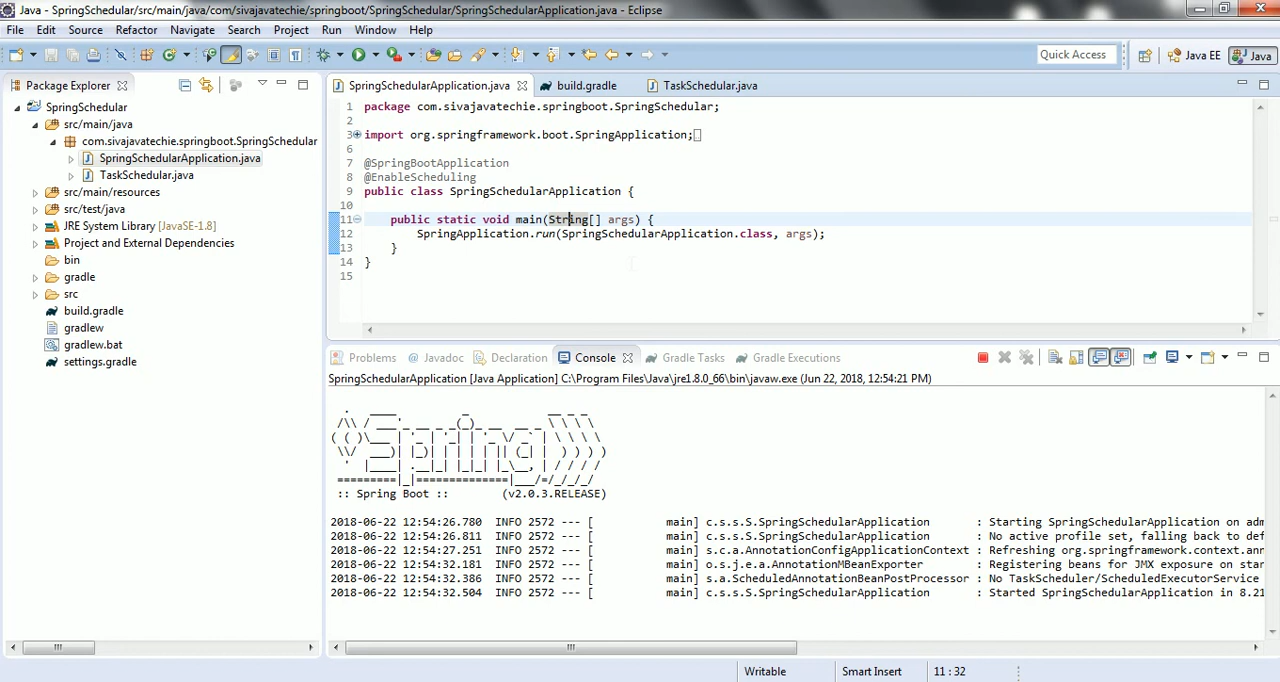 Java - SpringSchedular/src/main/java/com/sivajavatechie/springboot/SpringSchedular/SpringSchedularApplication.java - Eclipse
File Edit Source Refactor Navigate Search Project Run Window Help
Quick Access Java EE Java
Package Explorer
SpringSchedular
src/main/java
com.sivajavatechie.springboot.SpringSchedular
SpringSchedularApplication.java
TaskSchedular.java
src/main/resources
src/test/java
JRE System Library [JavaSE-1.8]
Project and External Dependencies
bin
gradle
src
build.gradle
gradlew
gradlew.bat
settings.gradle
SpringSchedularApplication.java build.gradle TaskSchedular.java
1 package com.sivajavatechie.springboot.SpringSchedular;
2
3 import org.springframework.boot.SpringApplication;
6
7 @SpringBootApplication
8 @EnableScheduling
9 public class SpringSchedularApplication {
10
11 public static void main(String[] args) {
12 SpringApplication.run(SpringSchedularApplication.class, args);
13 }
14 }
15
Problems Javadoc Declaration Console Gradle Tasks Gradle Executions
SpringSchedularApplication [Java Application] C:\Program Files\Java\jre1.8.0_66\bin\javaw.exe (Jun 22, 2018, 12:54:21 PM)
Spring
:: Spring Boot :: (v2.0.3.RELEASE)
2018-06-22 12:54:26.780 INFO 2572 --- [ main] c.s.s.S.SpringSchedularApplication : Starting SpringSchedularApplication on adm
2018-06-22 12:54:26.811 INFO 2572 --- [ main] c.s.s.S.SpringSchedularApplication : No active profile set, falling back to def
2018-06-22 12:54:27.251 INFO 2572 --- [ main] s.c.a.AnnotationConfigApplicationContext : Refreshing org.springframework.context.ann
2018-06-22 12:54:32.181 INFO 2572 --- [ main] o.s.j.e.a.AnnotationMBeanExporter : Registering beans for JMX exposure on star
2018-06-22 12:54:32.386 INFO 2572 --- [ main] s.a.ScheduledAnnotationBeanPostProcessor : No TaskScheduler/ScheduledExecutorService
2018-06-22 12:54:32.504 INFO 2572 --- [ main] c.s.s.S.SpringSchedularApplication : Started SpringSchedularApplication in 8.21
Writable Smart Insert 11 : 32